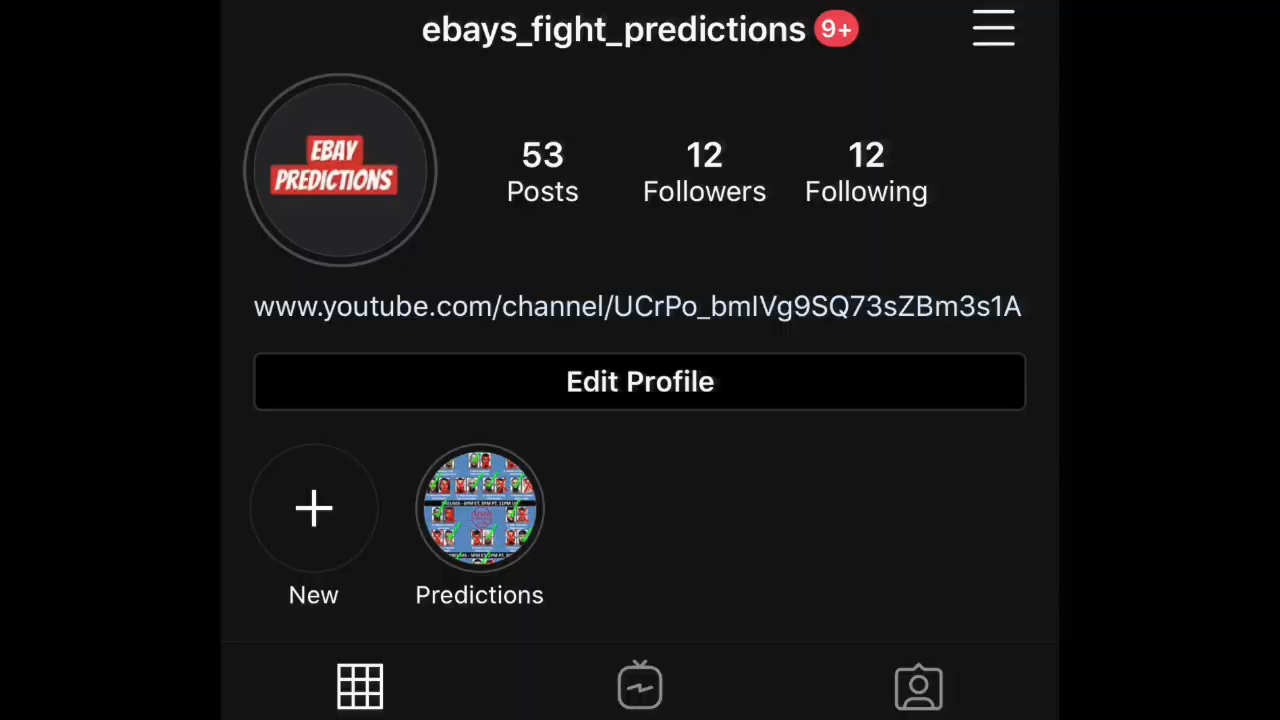 ebays_fight_predictions 9+
EBAY
PREDICTIONS
53 12 12
Posts Followers Following
www.youtube.com/channel/UCrPo_bmIVg9SQ73sZBm3s1A
Edit Profile
New Predictions